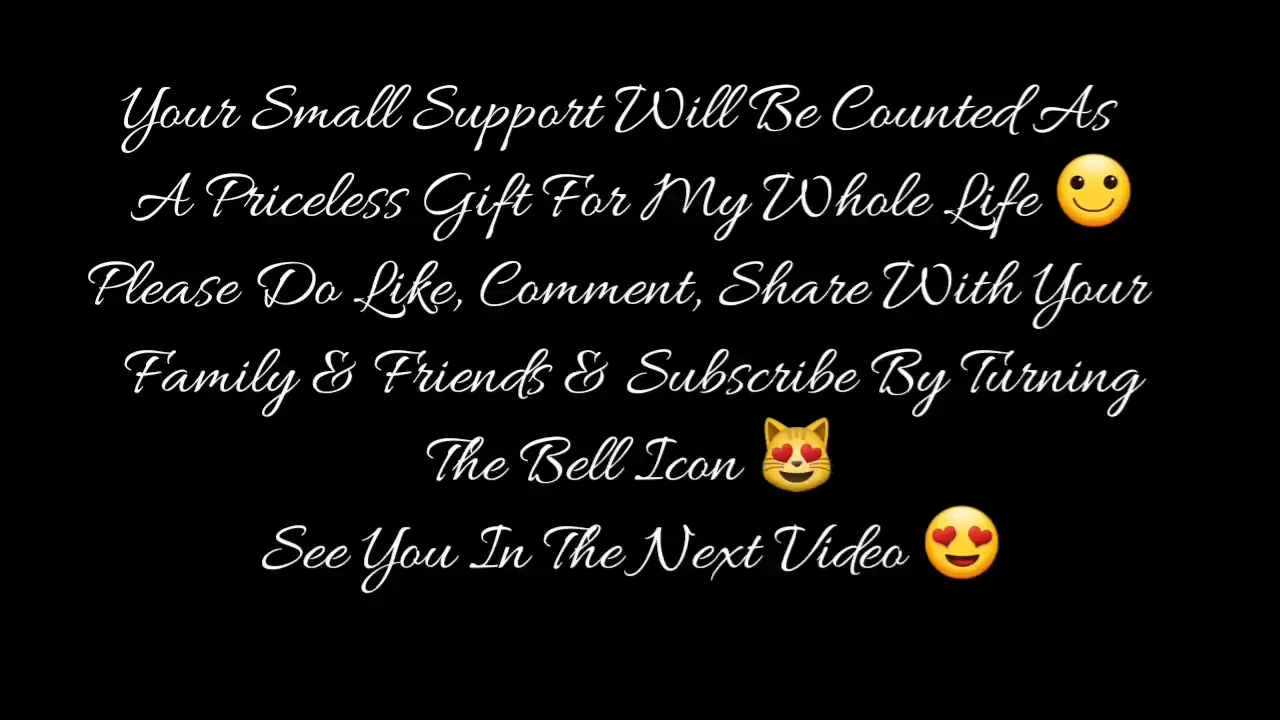 Your Small Support Will Be Counted As
A Priceless Gift For My Whole Life 🙂
Please Do Like, Comment, Share With Your
Family & Friends & Subscribe By Turning
The Bell Icon 😻
See You In The Next Video 😍